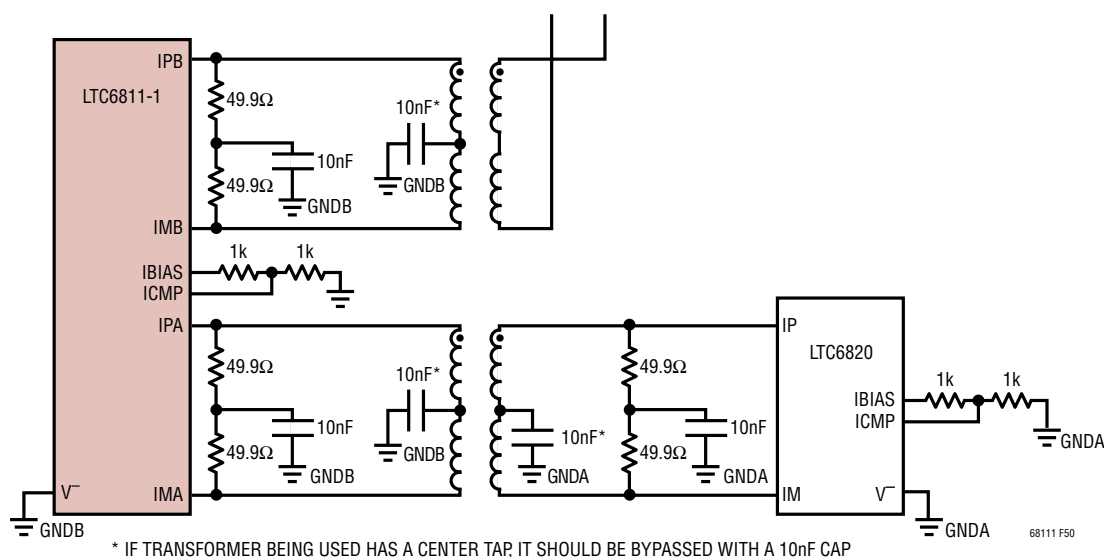 IPB
LTC6811-1
49.9Ω
10nF*
10nF
GNDB
49.9Ω
GNDB
IMB
1k
1k
IBIAS
ICMP
IPA
IP
LTC6820
49.9Ω
10nF*
49.9Ω
1k
1k
IBIAS
10nF
10nF*
10nF
ICMP
GNDA
49.9Ω
GNDB
GNDB
GNDA
49.9Ω
GNDA
V–
IMA
IM
V–
GNDB
GNDA
68111 F50
* IF TRANSFORMER BEING USED HAS A CENTER TAP, IT SHOULD BE BYPASSED WITH A 10nF CAP